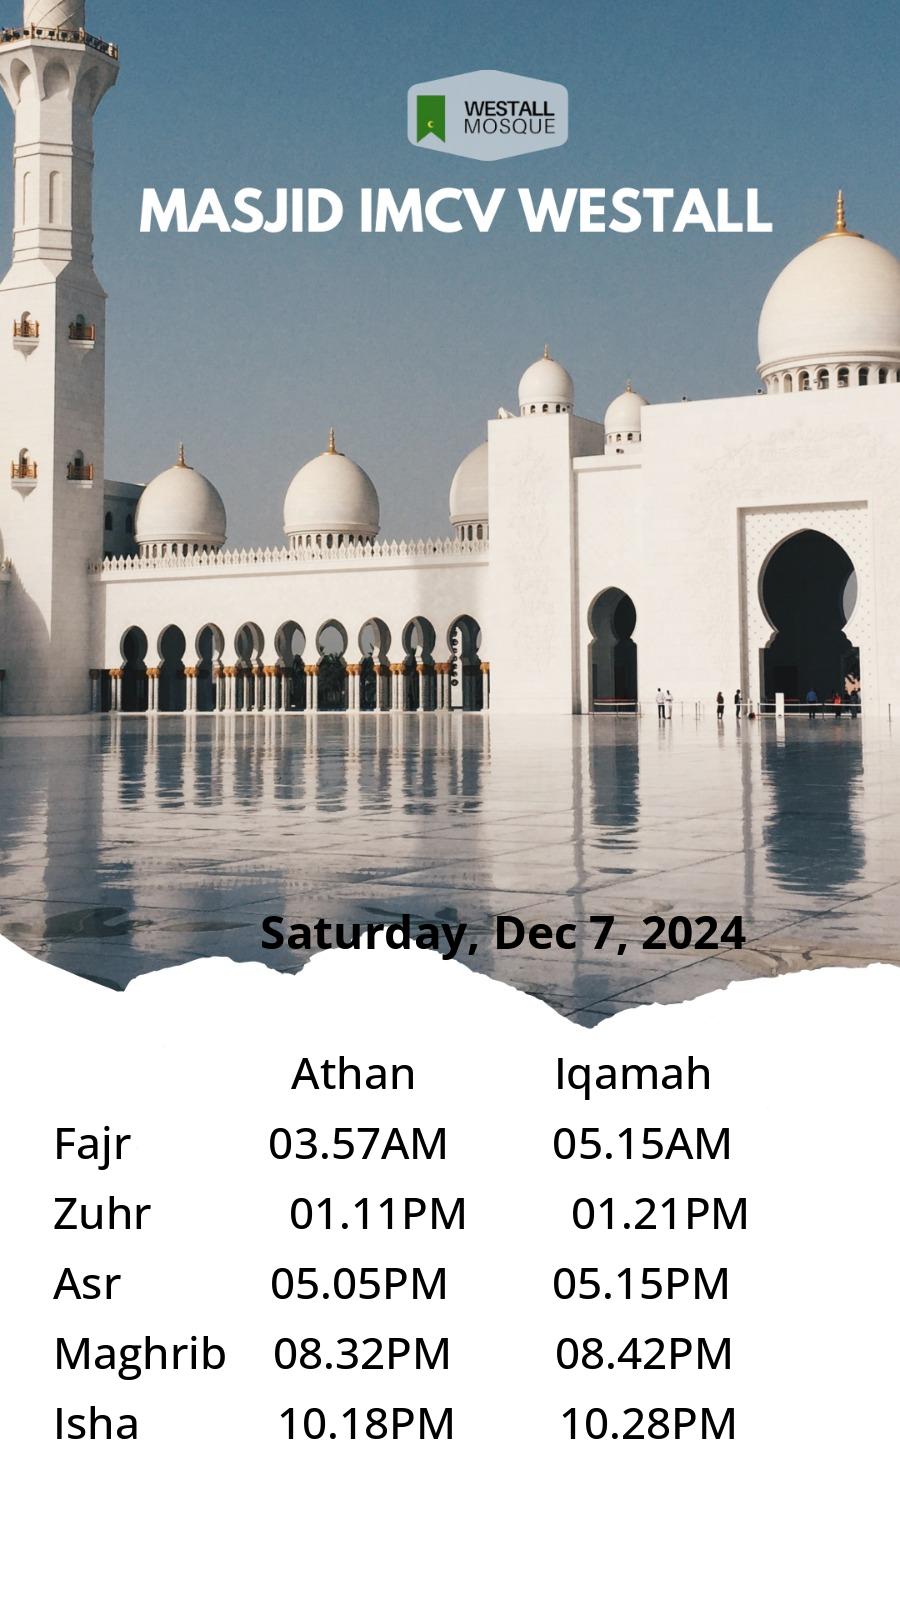 WESTALL
MOSQUE
MASJID IMCV WESTALL
Saturday, Dec 7, 2024
Athan Iqamah
Fajr 03.57AM 05.15AM
Zuhr 01.11PM 01.21PM
Asr 05.05PM 05.15PM
Maghrib 08.32PM 08.42PM
Isha 10.18PM 10.28PM